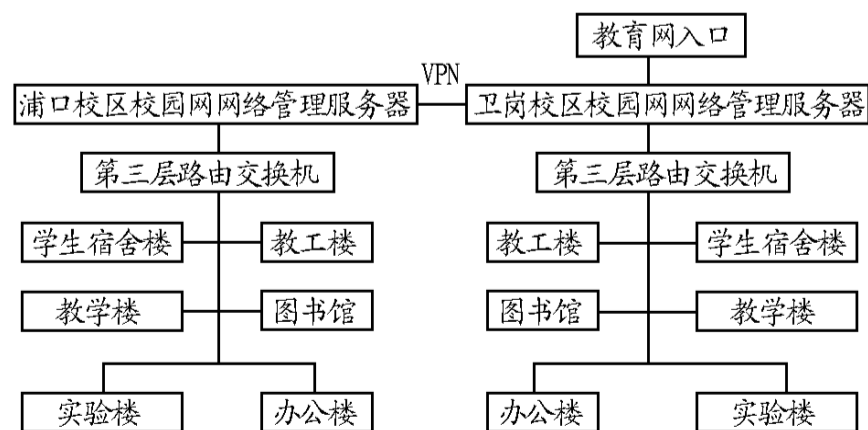 教育网入口
VPN
浦口校区校园网网络管理服务器
卫岗校区校园网网络管理服务器
第三层路由交换机
第三层路由交换机
学生宿舍楼
教工楼
教工楼
学生宿舍楼
教学楼
图书馆
图书馆
教学楼
实验楼
办公楼
办公楼
实验楼